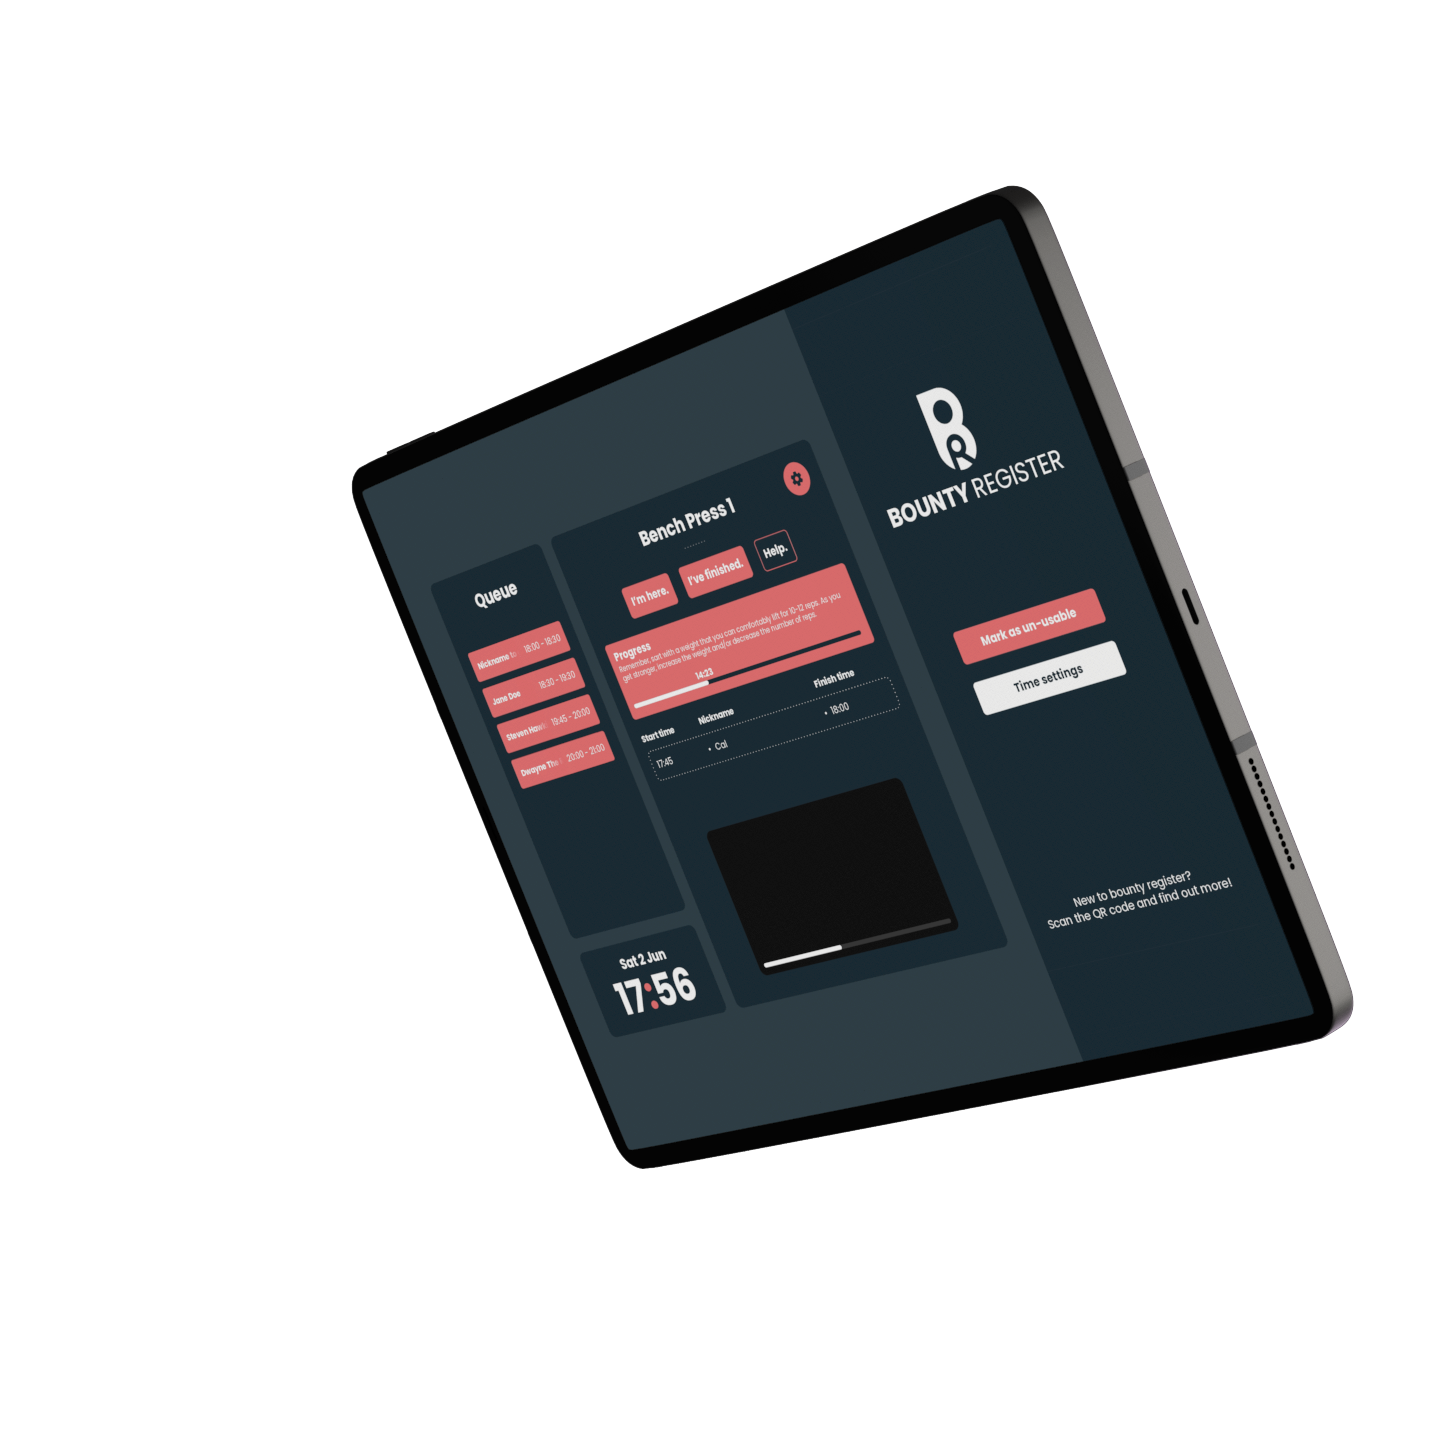 Queue
Nickname to 18:00 - 18:30
Jane Doe 18:30 - 19:30
Steven Haw 19:45 - 20:00
Dwayne The 20:00 - 21:00
Sat 2 Jun
17:56
Bench Press 1
I'm here. I've finished. Help.
Progress
Remember, sart with a weight that you can comfortably lift for 10-12 reps. As you
get stronger, increase the weight and/or decrease the number of reps.
14:23
Start time Nickname Finish time
17:45 • Cal • 18:00
BR
BOUNTY REGISTER
Mark as un-usable
Time settings
New to bounty register?
Scan the QR code and find out more!